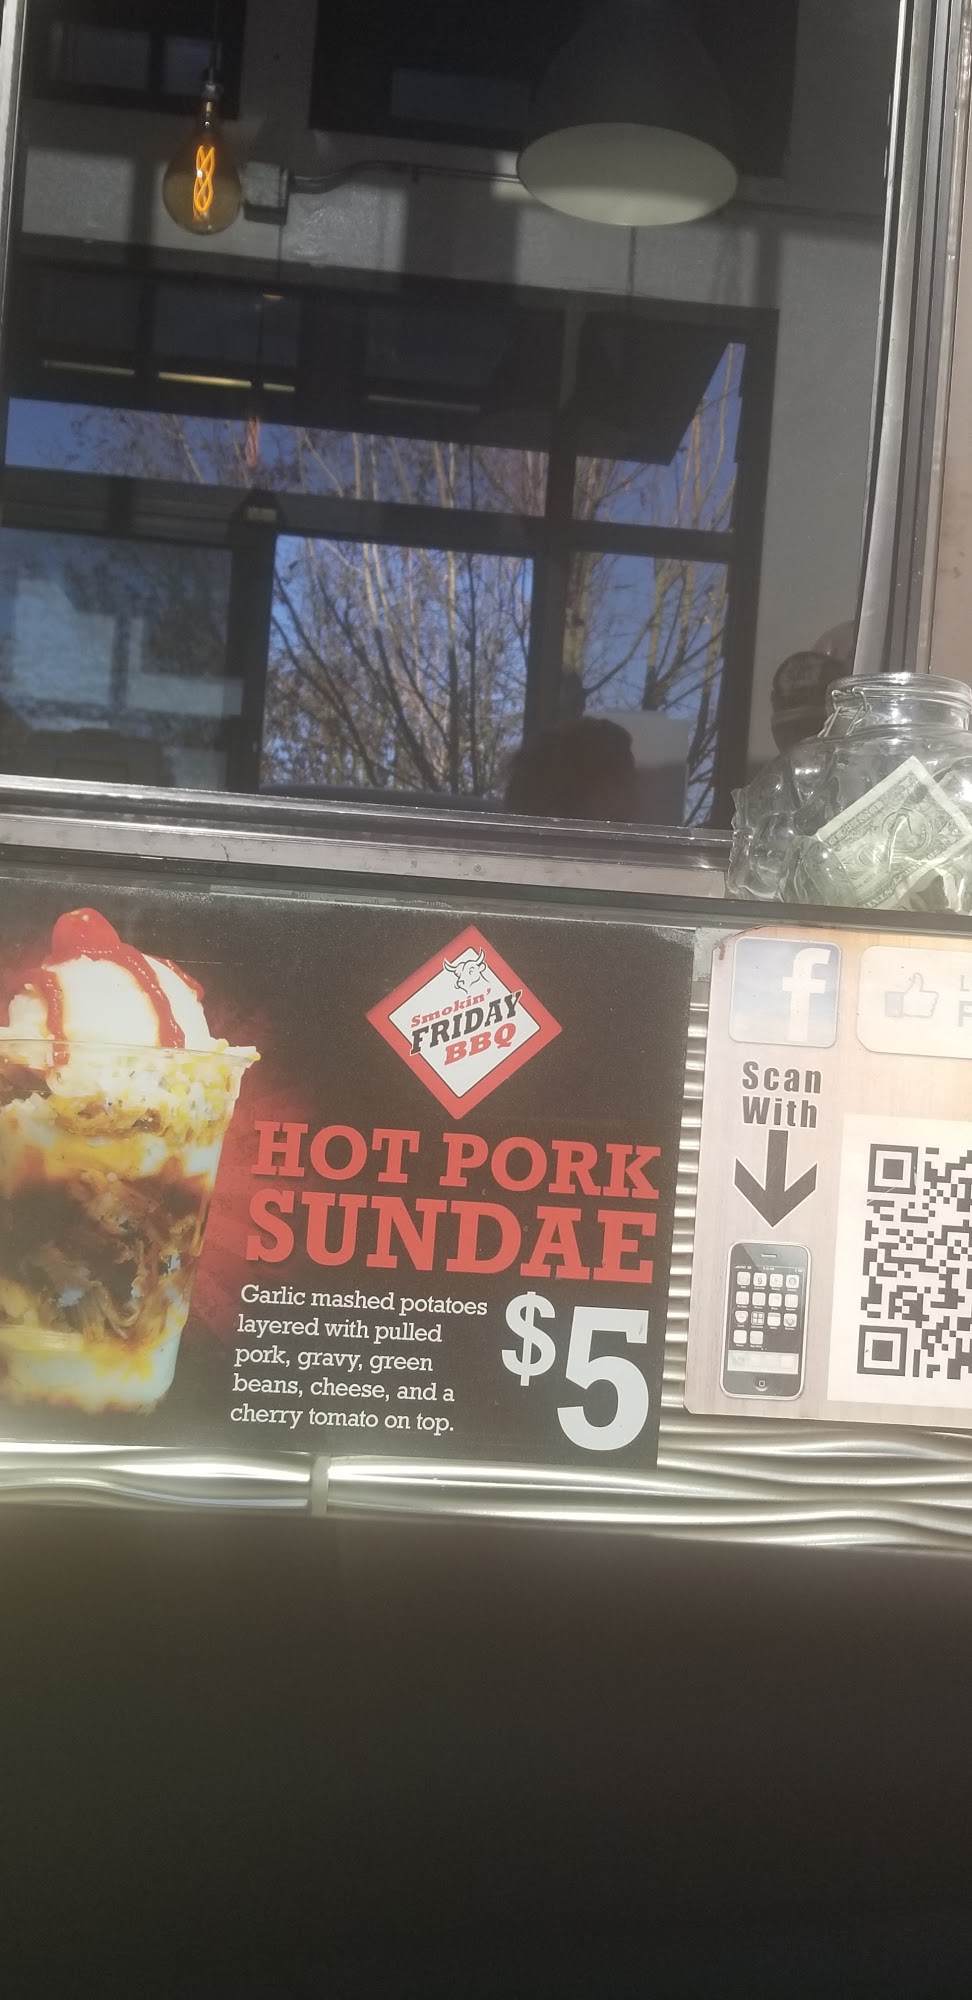 Smokin'
FRIDAY
BBQ
HOT PORK
SUNDAE
Garlic mashed potatoes
layered with pulled
pork, gravy, green
beans, cheese, and a
cherry tomato on top.
$5
f
Scan
With